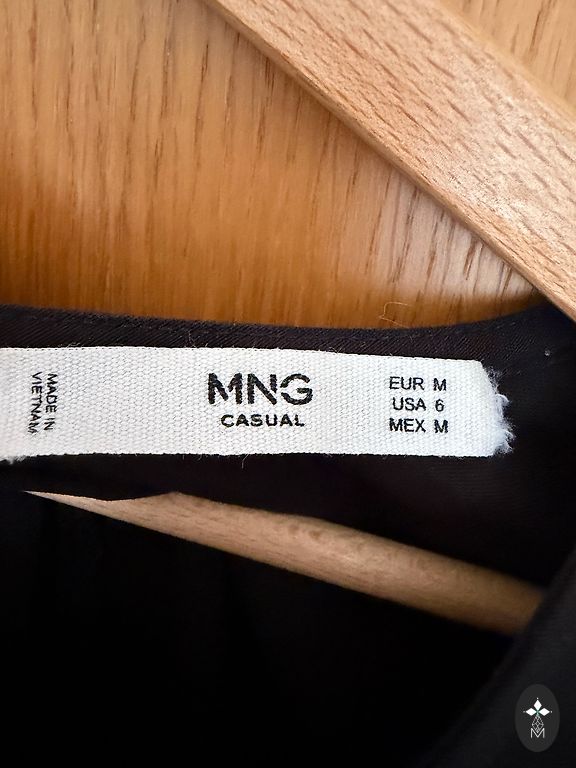 MADE IN
VIETNAM
MNG
CASUAL
EUR M
USA 6
MEX M